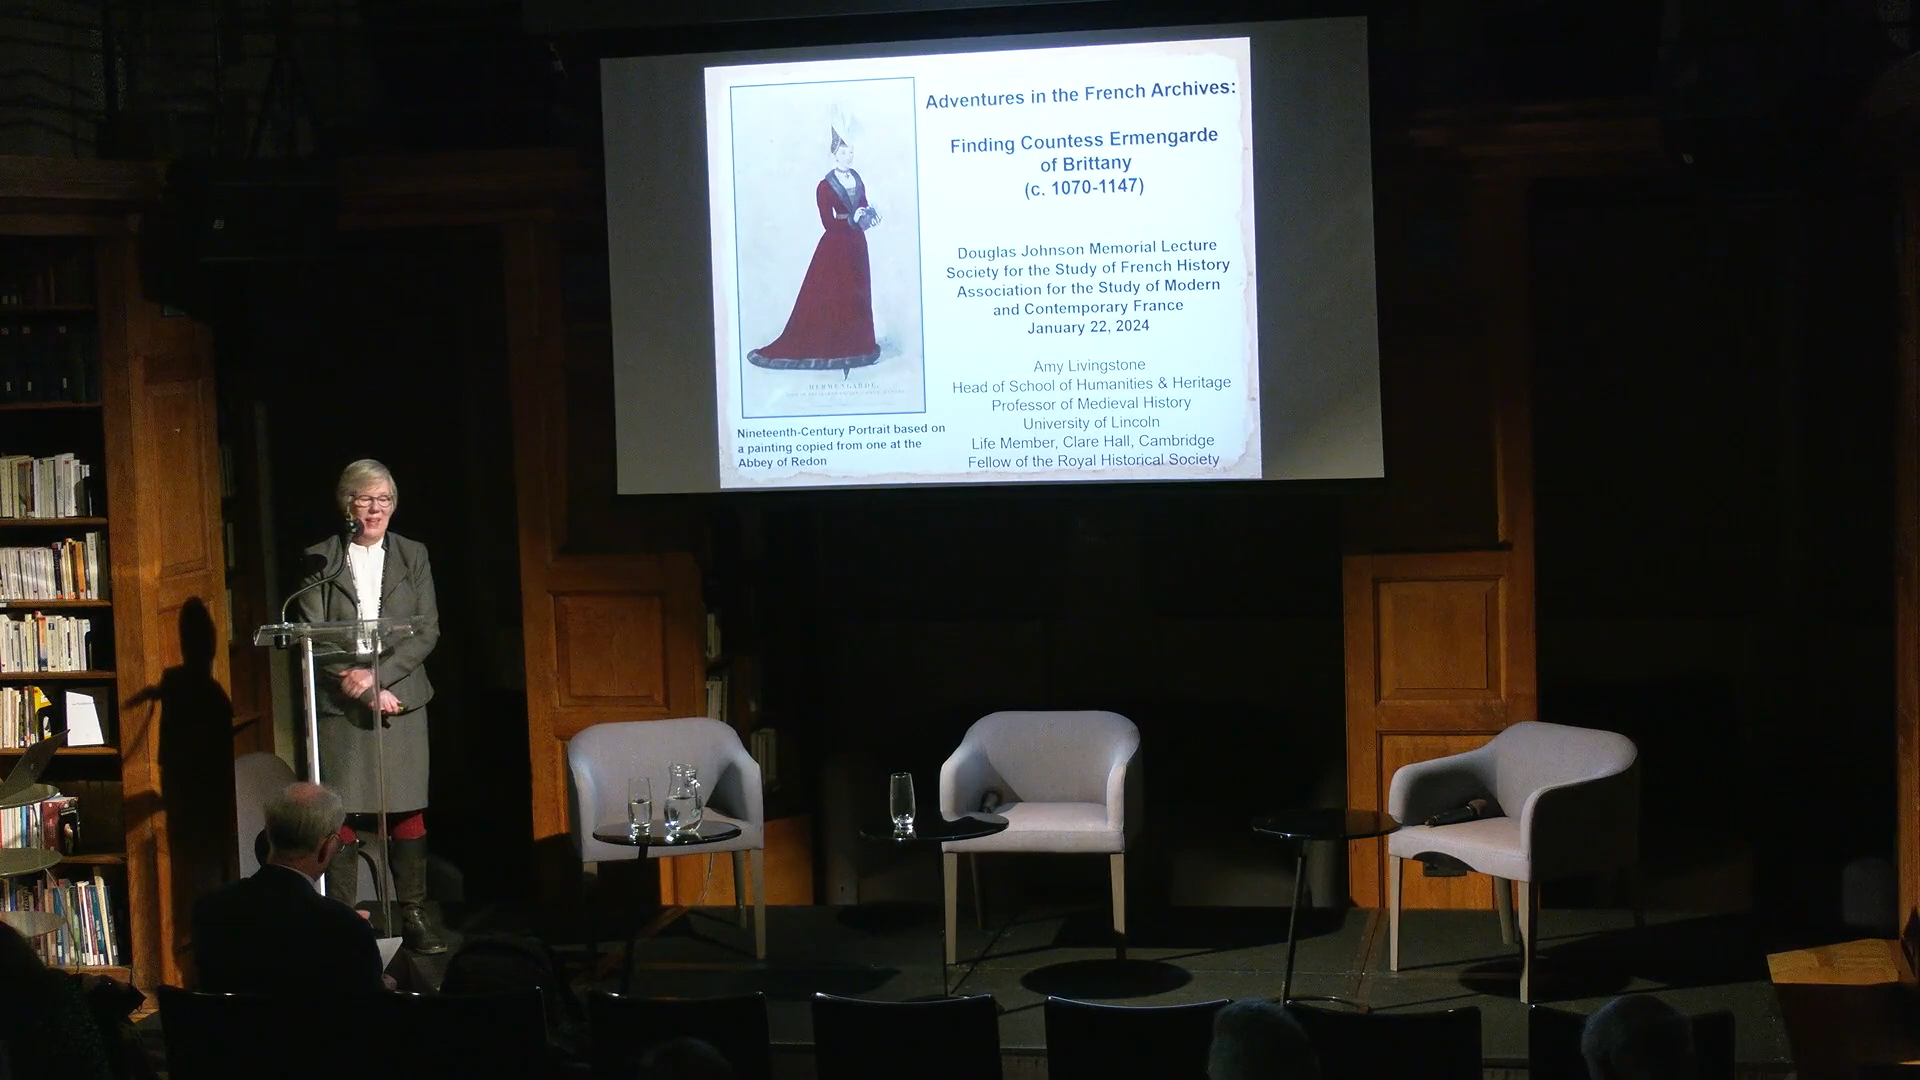 Adventures in the French Archives:
Finding Countess Ermengarde
of Brittany
(c. 1070-1147)
Douglas Johnson Memorial Lecture
Society for the Study of French History
Association for the Study of Modern
and Contemporary France
January 22, 2024
Amy Livingstone
Head of School of Humanities & Heritage
Professor of Medieval History
University of Lincoln
Life Member, Clare Hall, Cambridge
Fellow of the Royal Historical Society
HERMENGARDE,
Nineteenth-Century Portrait based on
a painting copied from one at the
Abbey of Redon